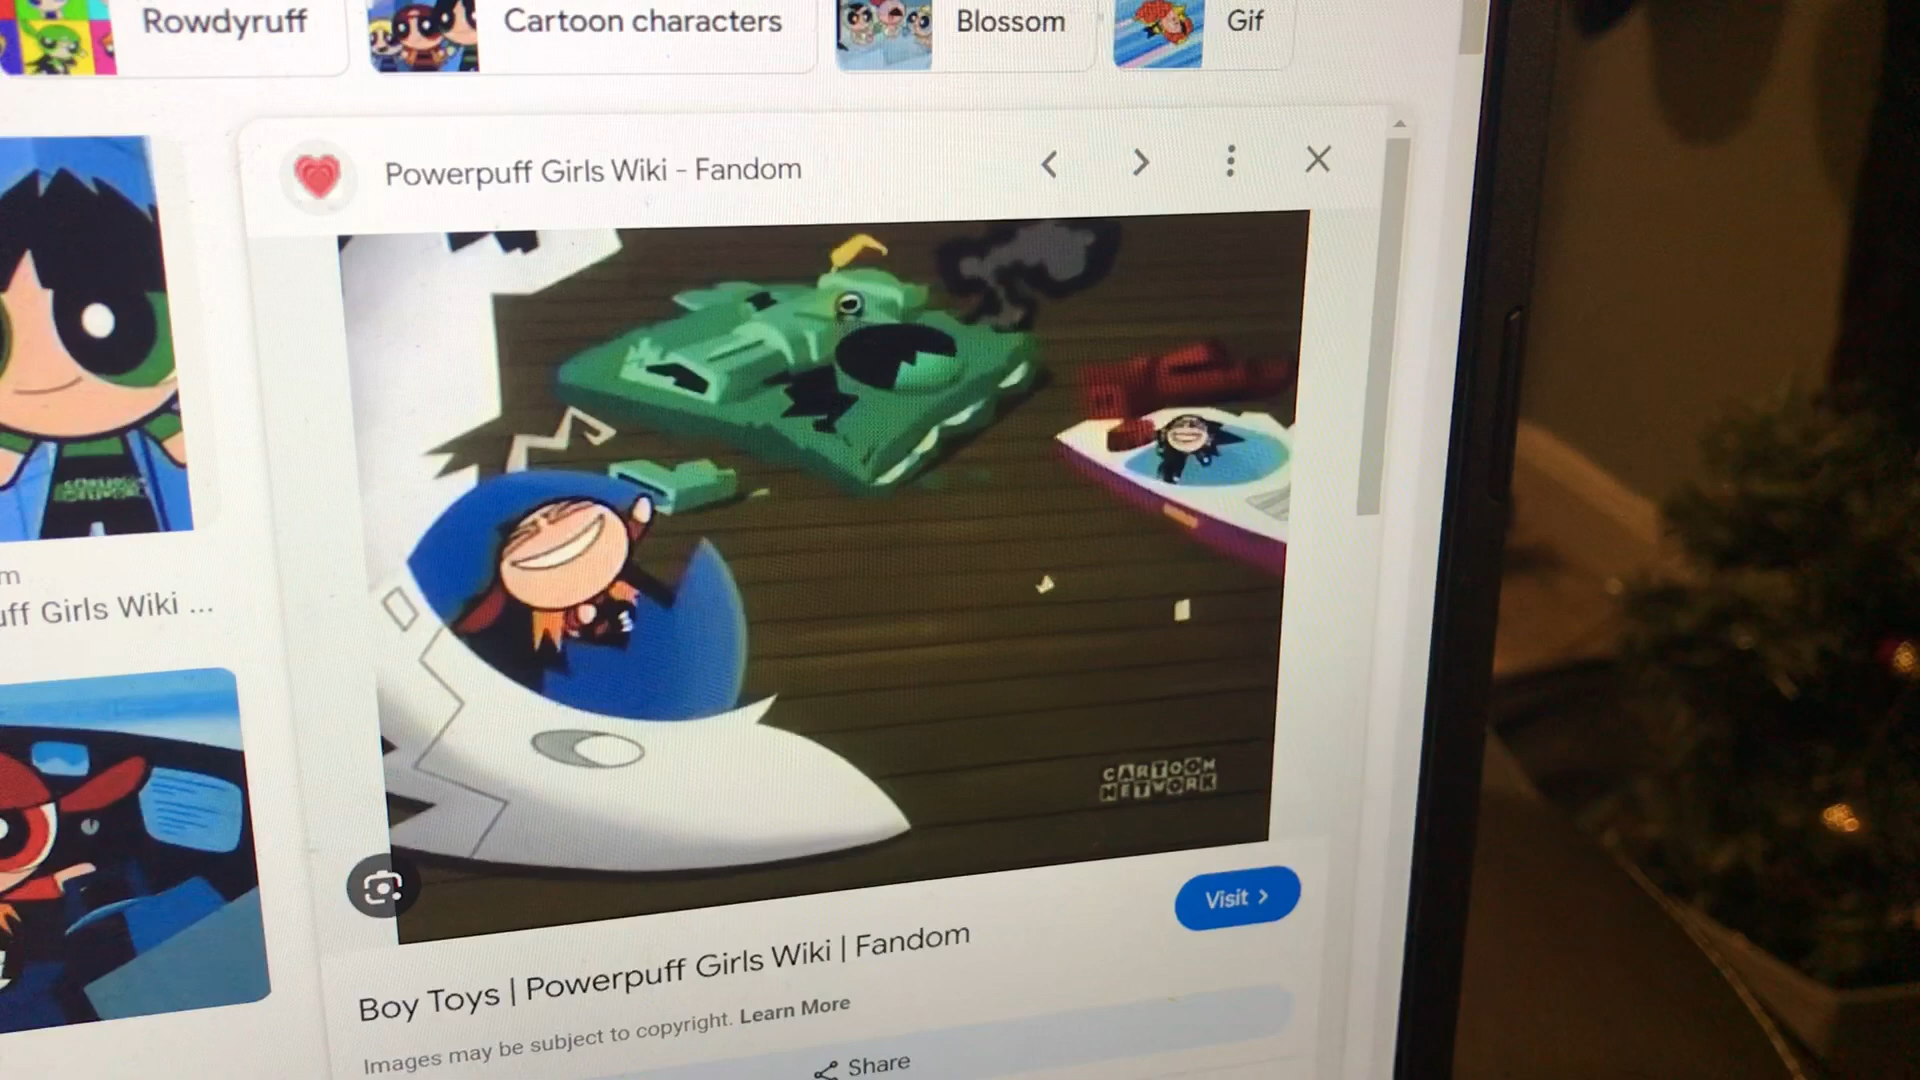 Rowdyruff
Cartoon characters
Blossom
Gif
Powerpuff Girls Wiki - Fandom
m
uff Girls Wiki ...
CARTOON
NETWORK
Visit
Boy Toys | Powerpuff Girls Wiki | Fandom
Images may be subject to copyright. Learn More
Share